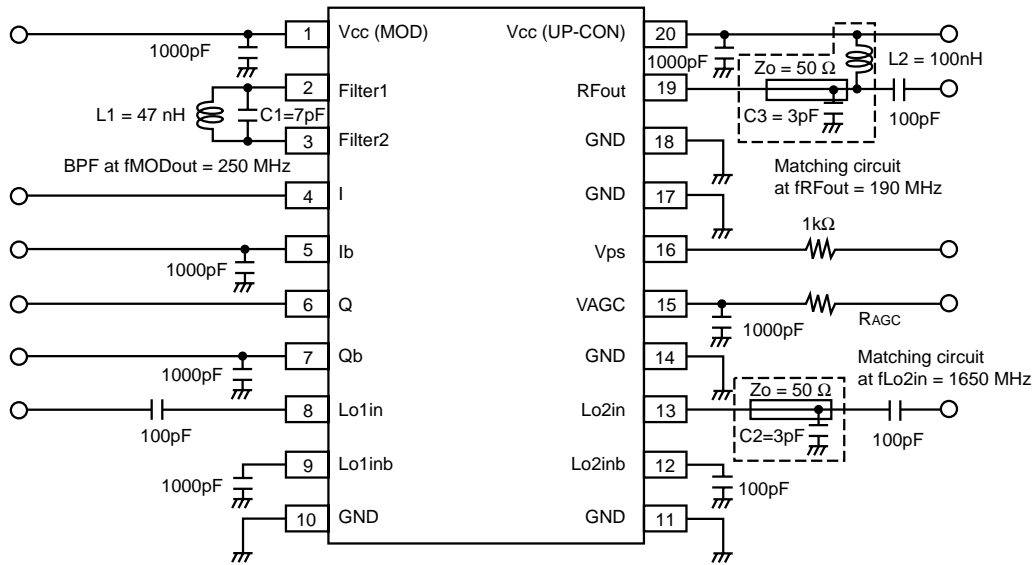 1 Vcc (MOD)
1000pF
2 Filter1
L1 = 47 nH
C1=7pF
3 Filter2
BPF at fMODout = 250 MHz
4 I
5 Ib
1000pF
6 Q
7 Qb
1000pF
8 Lo1in
100pF
9 Lo1inb
1000pF
10 GND
Vcc (UP-CON) 20
1000pF
Zo = 50 Ω
L2 = 100nH
RFout 19
C3 = 3pF
100pF
GND 18
Matching circuit
at fRFout = 190 MHz
GND 17
1kΩ
Vps 16
VAGC 15
RAGC
1000pF
GND 14
Matching circuit
at fLo2in = 1650 MHz
Zo = 50 Ω
Lo2in 13
C2=3pF
100pF
Lo2inb 12
100pF
GND 11